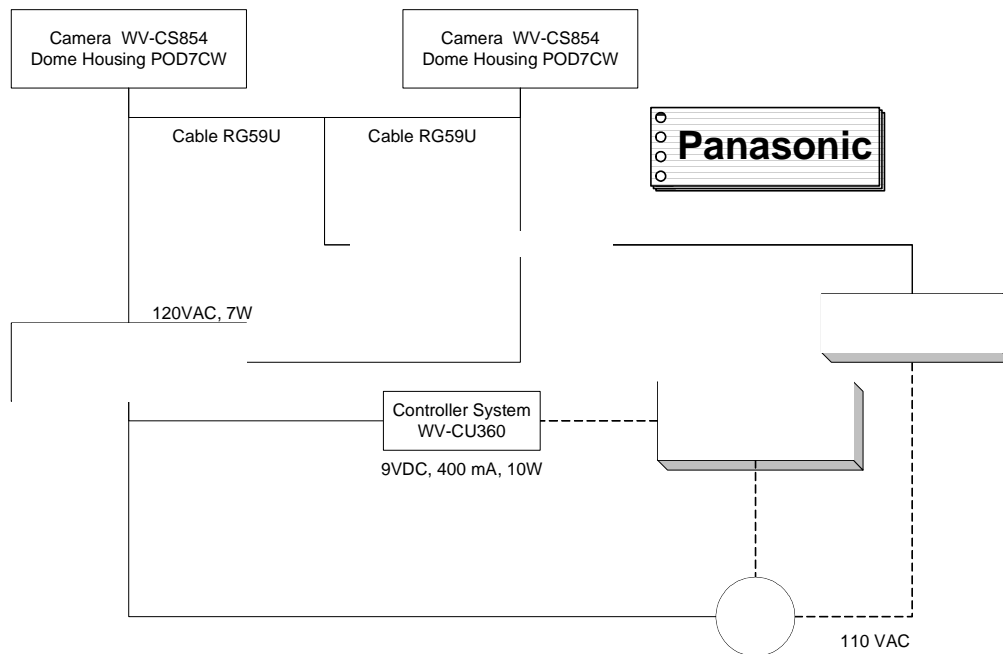 Camera WV-CS854
Dome Housing POD7CW
Camera WV-CS854
Dome Housing POD7CW
Cable RG59U
Cable RG59U
Panasonic
120VAC, 7W
Controller System
WV-CU360
9VDC, 400 mA, 10W
110 VAC